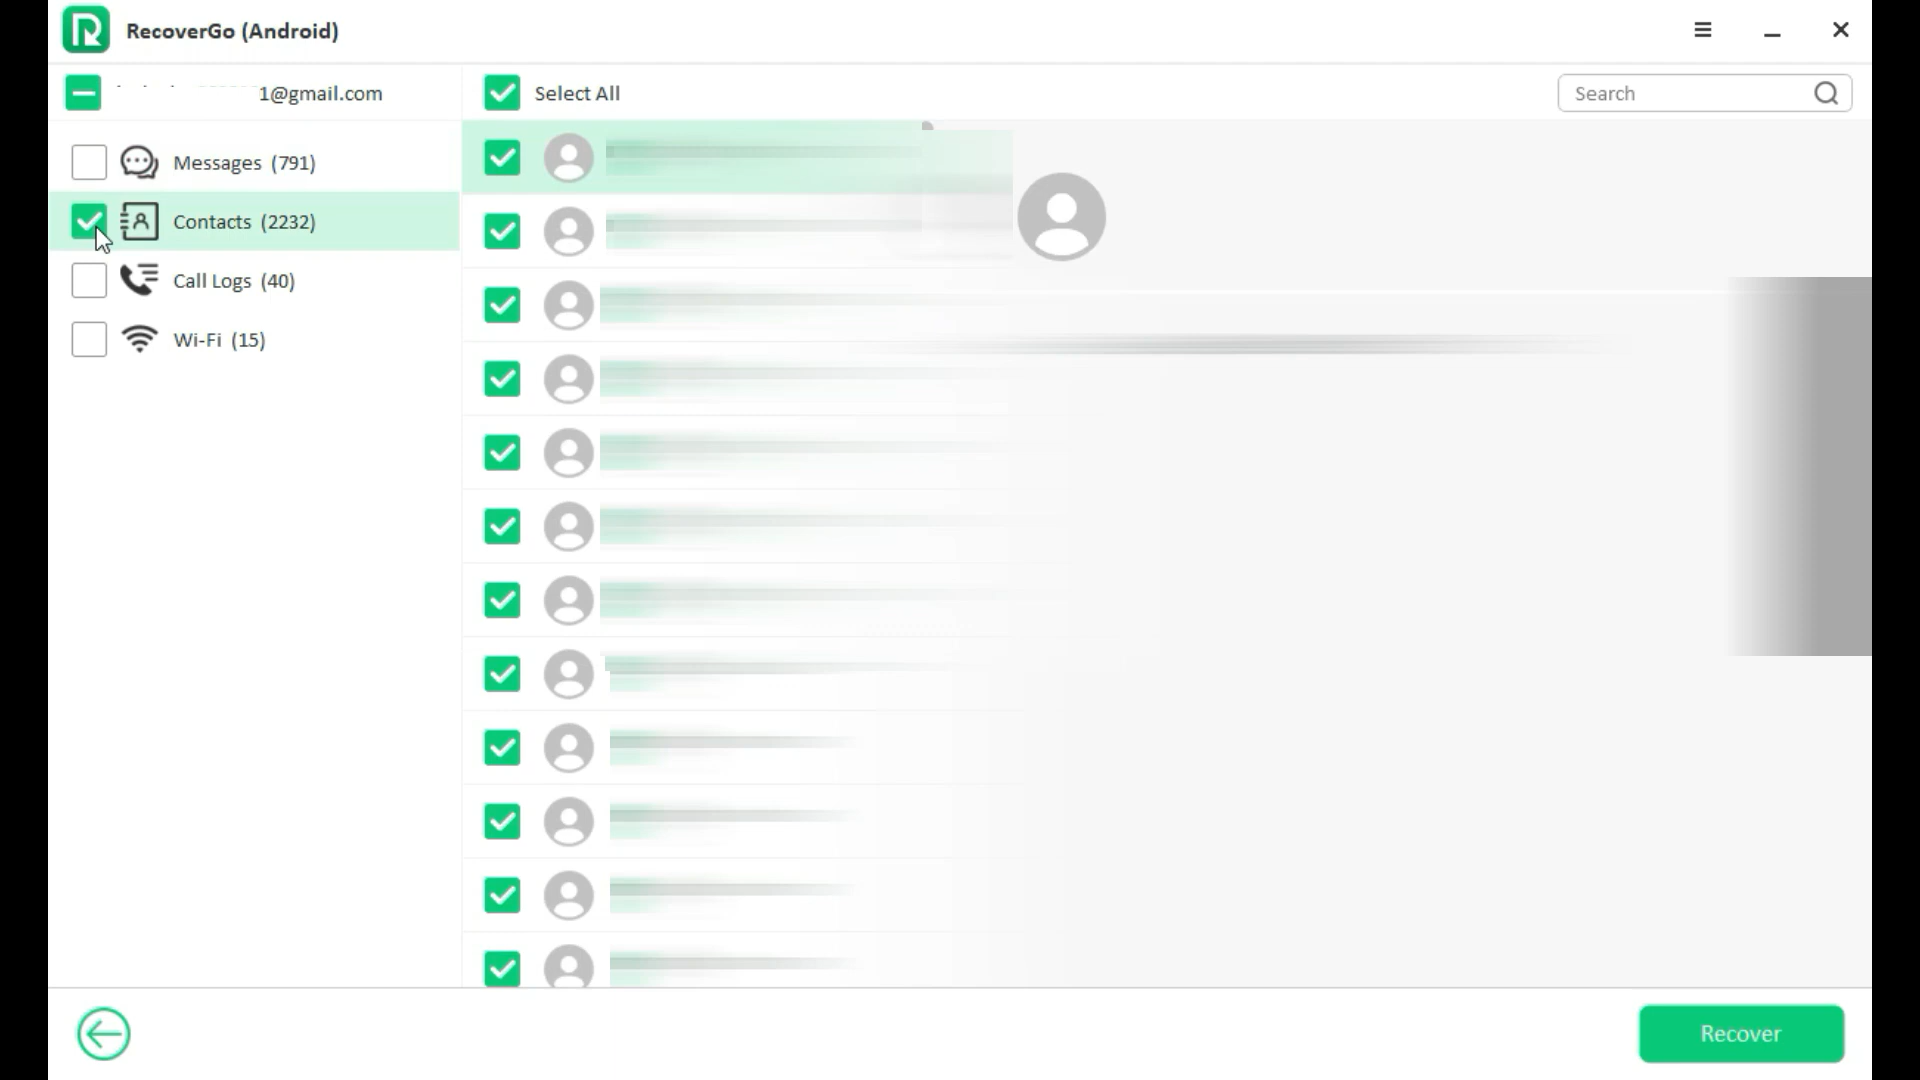 RecoverGo (Android)
1@gmail.com
Select All
Search
Messages (791)
Contacts (2232)
Call Logs (40)
Wi-Fi (15)
Recover